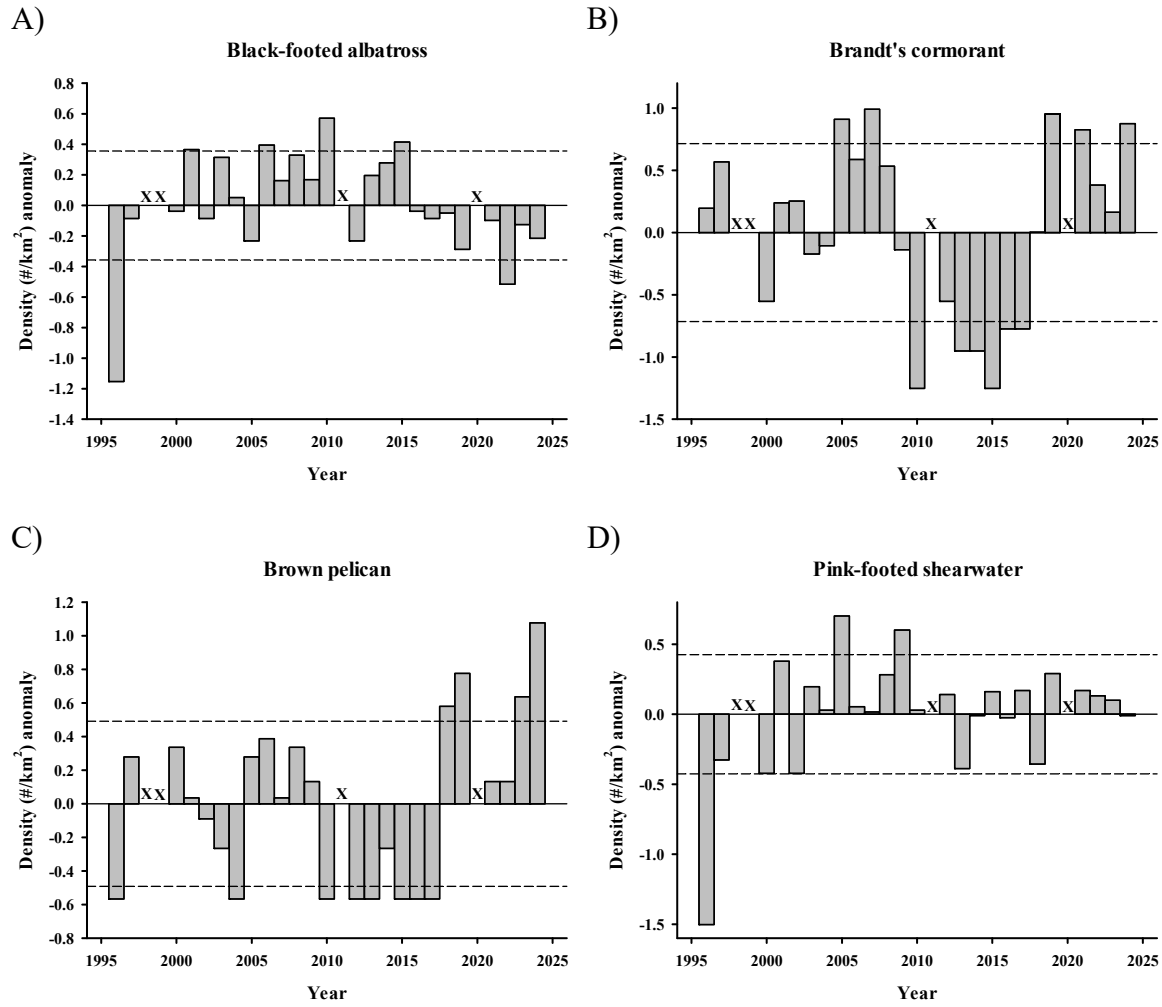 A)
Black-footed albatross
Density (#/km²) anomaly
0.8
0.6
0.4
0.2
0.0
-0.2
-0.4
-0.6
-0.8
-1.0
-1.2
-1.4
X X
X
X
1995 2000 2005 2010 2015 2020 2025
Year
B)
Brandt's cormorant
Density (#/km²) anomaly
1.0
0.5
0.0
-0.5
-1.0
-1.5
X X
X
X
1995 2000 2005 2010 2015 2020 2025
Year
C)
Brown pelican
Density (#/km²) anomaly
1.2
1.0
0.8
0.6
0.4
0.2
0.0
-0.2
-0.4
-0.6
-0.8
X X
X
X
1995 2000 2005 2010 2015 2020 2025
Year
D)
Pink-footed shearwater
Density (#/km²) anomaly
0.5
0.0
-0.5
-1.0
-1.5
X X
X
X
1995 2000 2005 2010 2015 2020 2025
Year